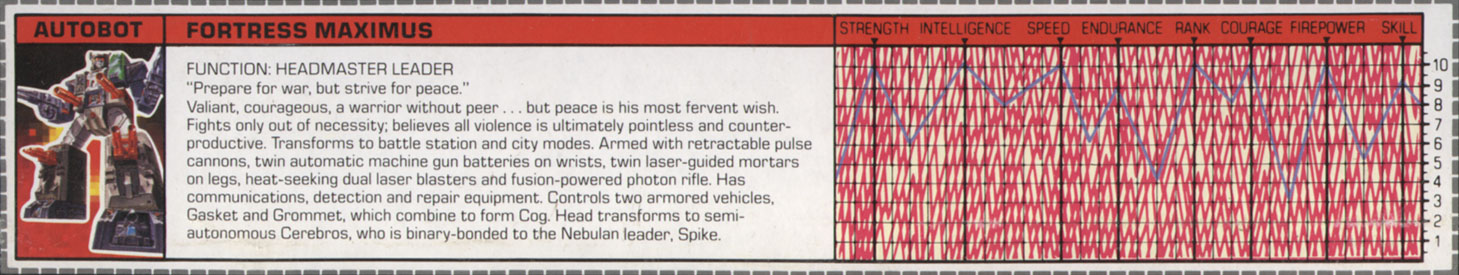 AUTOBOT
FORTRESS MAXIMUS
FUNCTION: HEADMASTER LEADER
"Prepare for war, but strive for peace."
Valiant, courageous, a warrior without peer . . . but peace is his most fervent wish.
Fights only out of necessity; believes all violence is ultimately pointless and counter-
productive. Transforms to battle station and city modes. Armed with retractable pulse
cannons, twin automatic machine gun batteries on wrists, twin laser-guided mortars
on legs, heat-seeking dual laser blasters and fusion-powered photon rifle. Has
communications, detection and repair equipment. Controls two armored vehicles,
Gasket and Grommet, which combine to form Cog. Head transforms to semi-
autonomous Cerebros, who is binary-bonded to the Nebulan leader, Spike.
STRENGTH INTELLIGENCE SPEED ENDURANCE RANK COURAGE FIREPOWER SKILL
10
9
8
7
6
5
4
3
2
1